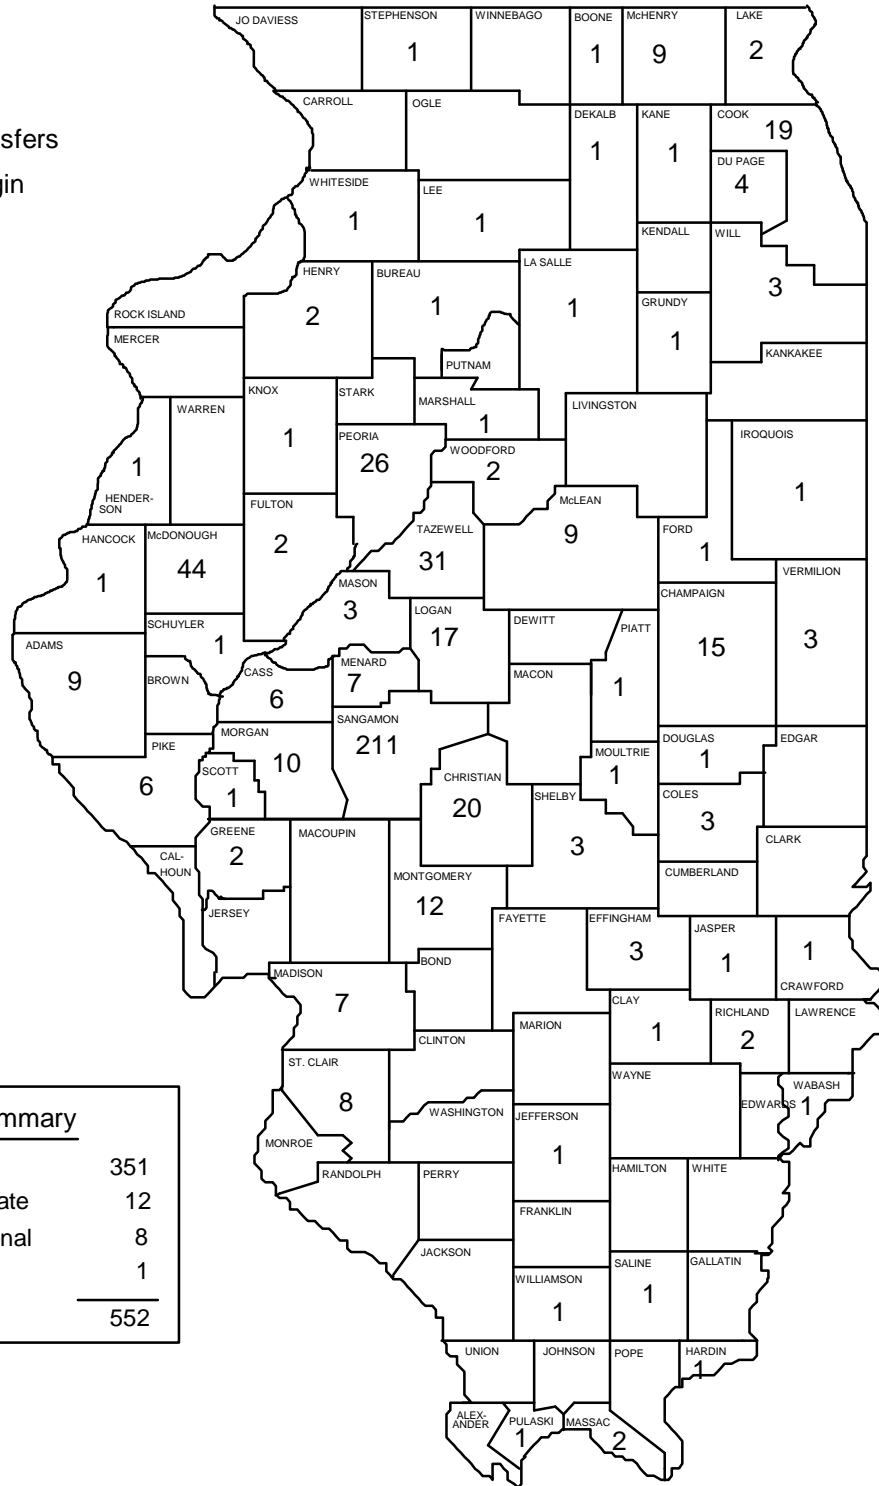 JO DAVIESS
STEPHENSON
1
WINNEBAGO
BOONE
1
McHENRY
9
LAKE
2
sfers
gin
CARROLL
OGLE
DEKALB
1
KANE
1
COOK
19
DU PAGE
4
WHITESIDE
1
LEE
1
KENDALL
WILL
3
ROCK ISLAND
HENRY
2
BUREAU
1
LA SALLE
1
GRUNDY
1
KANKAKEE
MERCER
PUTNAM
KNOX
1
STARK
MARSHALL
1
LIVINGSTON
WARREN
1
HENDER-
SON
PEORIA
26
WOODFORD
2
IROQUOIS
1
FULTON
2
McLEAN
9
FORD
1
HANCOCK
1
McDONOUGH
44
TAZEWELL
31
VERMILION
3
MASON
3
LOGAN
17
DEWITT
PIATT
1
CHAMPAIGN
15
SCHUYLER
1
ADAMS
9
BROWN
CASS
6
MENARD
7
MACON
PIKE
6
MORGAN
10
SCOTT
1
SANGAMON
211
CHRISTIAN
20
MOULTRIE
1
DOUGLAS
1
EDGAR
SHELBY
3
COLES
3
CLARK
CAL-
HOUN
GREENE
2
MACOUPIN
MONTGOMERY
12
CUMBERLAND
JERSEY
FAYETTE
EFFINGHAM
3
JASPER
1
1
CRAWFORD
MADISON
7
BOND
CLAY
1
RICHLAND
2
LAWRENCE
CLINTON
MARION
ST. CLAIR
8
WAYNE
EDWARDS
WABASH
1
WASHINGTON
JEFFERSON
1
MONROE
RANDOLPH
PERRY
HAMILTON
WHITE
FRANKLIN
JACKSON
WILLIAMSON
1
SALINE
1
GALLATIN
UNION
JOHNSON
POPE
HARDIN
1
ALEX-
ANDER
PULASKI
1
MASSAC
2
mmary
351
ate 12
nal 8
1
552